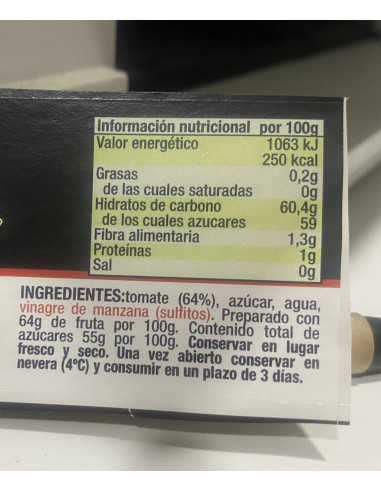 Información nutricional por 100g
Valor energético 1063 kJ
250 kcal
Grasas 0,2g
de las cuales saturadas 0g
Hidratos de carbono 60,4g
de los cuales azucares 59
Fibra alimentaria 1,3g
Proteínas 1g
Sal 0g
INGREDIENTES:tomate (64%), azúcar, agua,
vinagre de manzana (sulfitos). Preparado con
64g de fruta por 100g. Contenido total de
azúcares 55g por 100g. Conservar en lugar
fresco y seco. Una vez abierto conservar en
nevera (4ºC) y consumir en un plazo de 3 días.